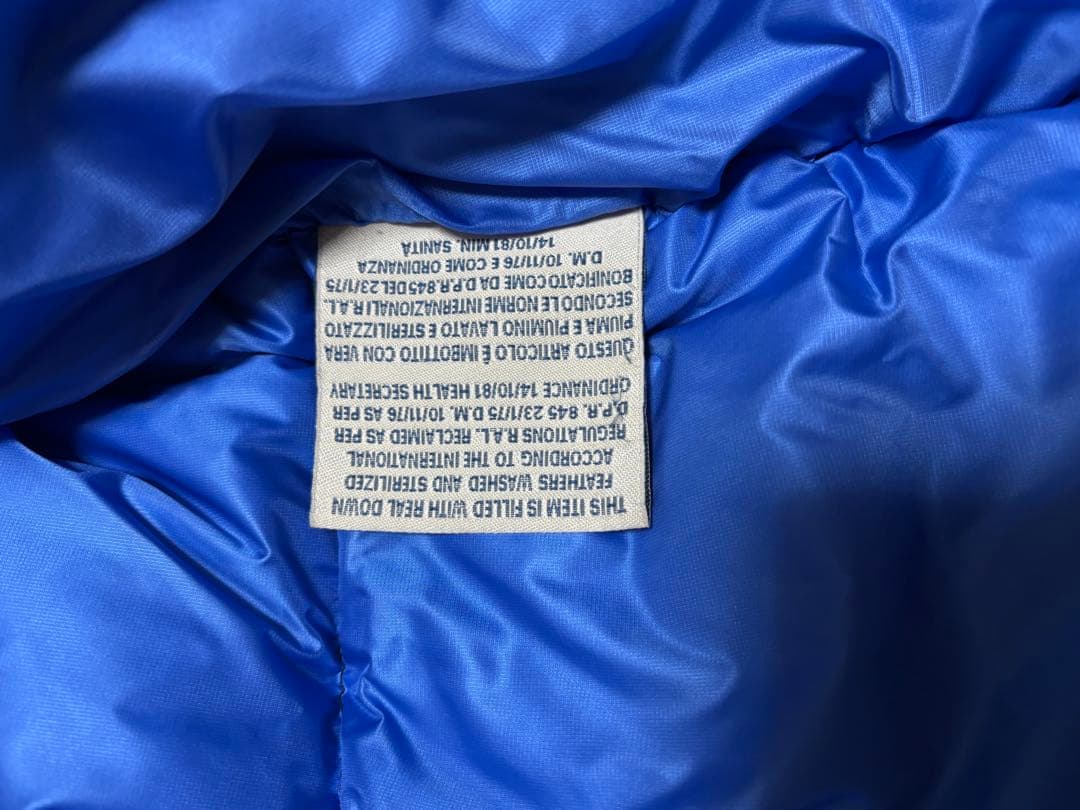 THIS ITEM IS FILLED WITH REAL DOWN
FEATHERS WASHED AND STERILIZED
ACCORDING TO THE INTERNATIONAL
REGULATIONS R.A.L. RECLAIMED AS PER
D.P.R. 845 23/1/75 D.M. 10/11/76 AS PER
ORDINANCE 14/10/81 HEALTH SECRETARY
QUESTO ARTICOLO È IMBOTTITO CON VERA
PIUMA E PIUMINO LAVATO E STERILIZZATO
SECONDO LE NORME INTERNAZIONALI R.A.L.
BONIFICATO COME DA D.P.R. 845 DEL 23/1/75
D.M. 10/11/76 E COME ORDINANZA
14/10/81 MIN. SANITÀ